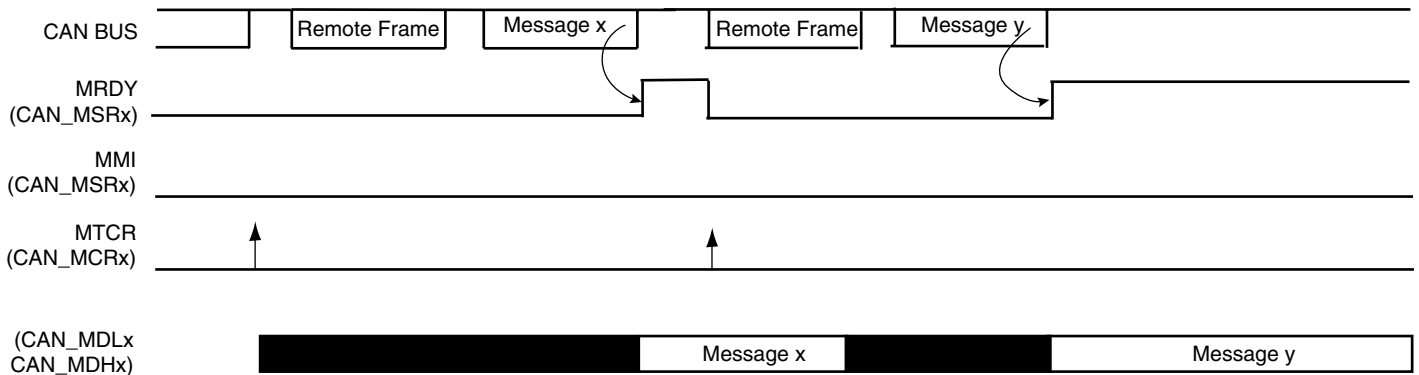 CAN BUS
Remote Frame
Message x
Remote Frame
Message y
MRDY
(CAN_MSRx)
MMI
(CAN_MSRx)
MTCR
(CAN_MCRx)
(CAN_MDLx
CAN_MDHx)
Message x
Message y